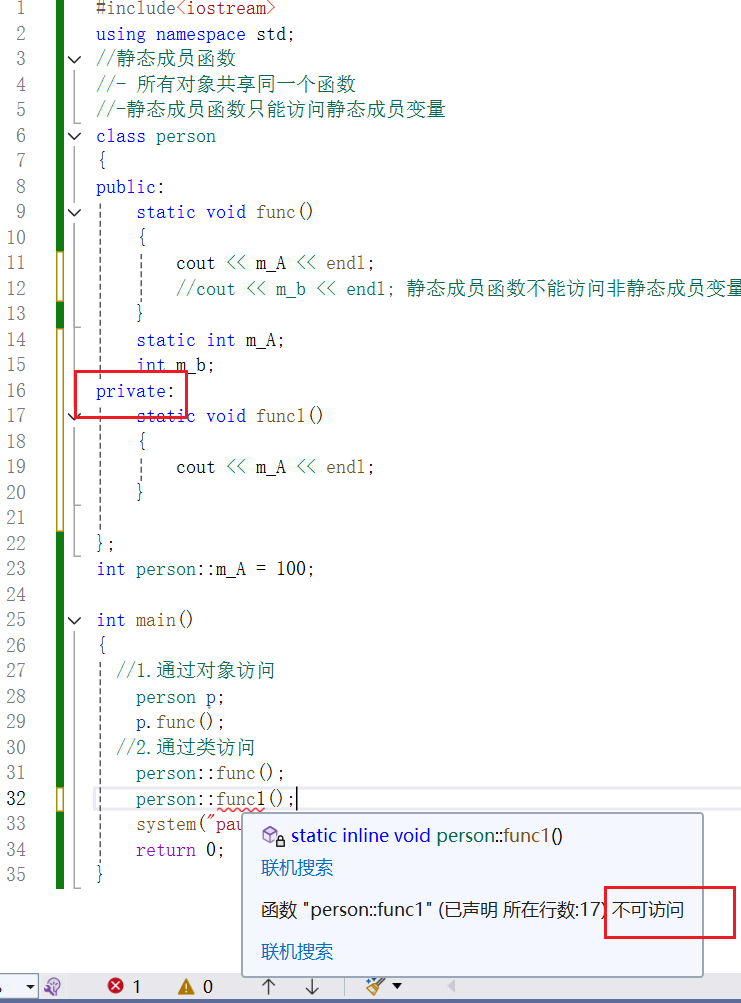 1 #include<iostream>
2 using namespace std;
3 //静态成员函数
4 //- 所有对象共享同一个函数
5 //-静态成员函数只能访问静态成员变量
6 class person
7 {
8 public:
9 static void func()
10 {
11 cout << m_A << endl;
12 //cout << m_b << endl; 静态成员函数不能访问非静态成员变量
13 }
14 static int m_A;
15 int m_b;
16 private:
17 static void func1()
18 {
19 cout << m_A << endl;
20 }
21
22 };
23 int person::m_A = 100;
24
25 int main()
26 {
27 //1.通过对象访问
28 person p;
29 p.func();
30 //2.通过类访问
31 person::func();
32 person::func1();
33 system("pau
34 return 0;
35 }
static inline void person::func1()
联机搜索
函数 "person::func1" (已声明 所在行数:17) 不可访问
联机搜索
1 0